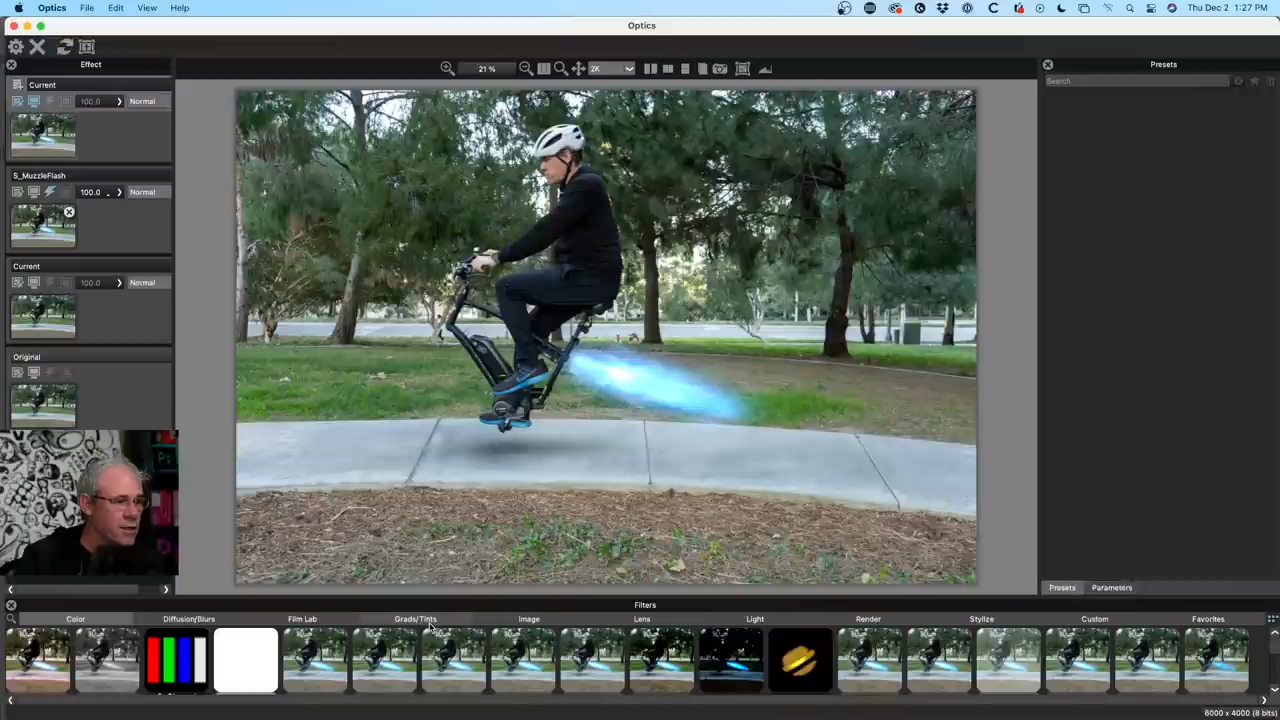 Optics File Edit View Help
Thu Dec 2 1:27 PM
Optics
Effect
21 %
2K
Presets
Current
100.0 Normal
Search
S_MuzzleFlash
100.0 Normal
Current
100.0 Normal
Original
Presets Parameters
Filters
Color Diffusion/Blurs Film Lab Grads/Tints Image Lens Light Render Stylize Custom Favorites
6000 x 4000 (8 bits)